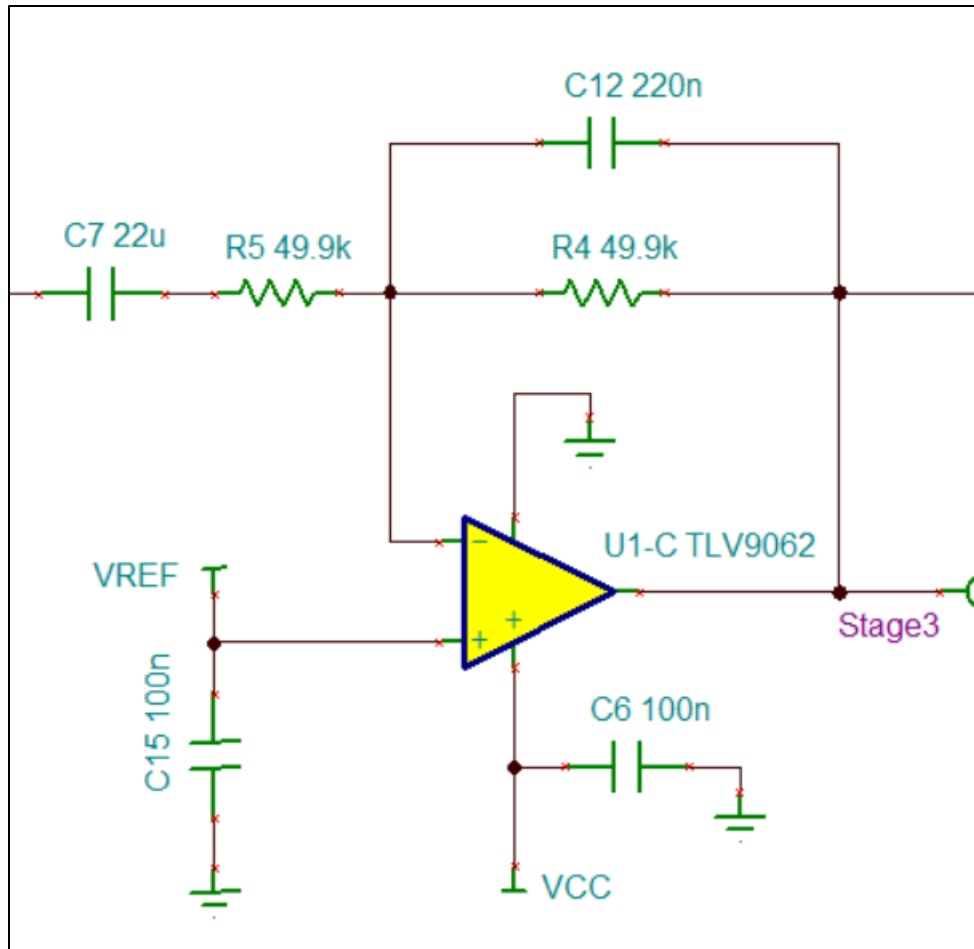 C12 220n
C7 22u
R5 49.9k
R4 49.9k
U1-C TLV9062
VREF
Stage3
C15 100n
C6 100n
VCC